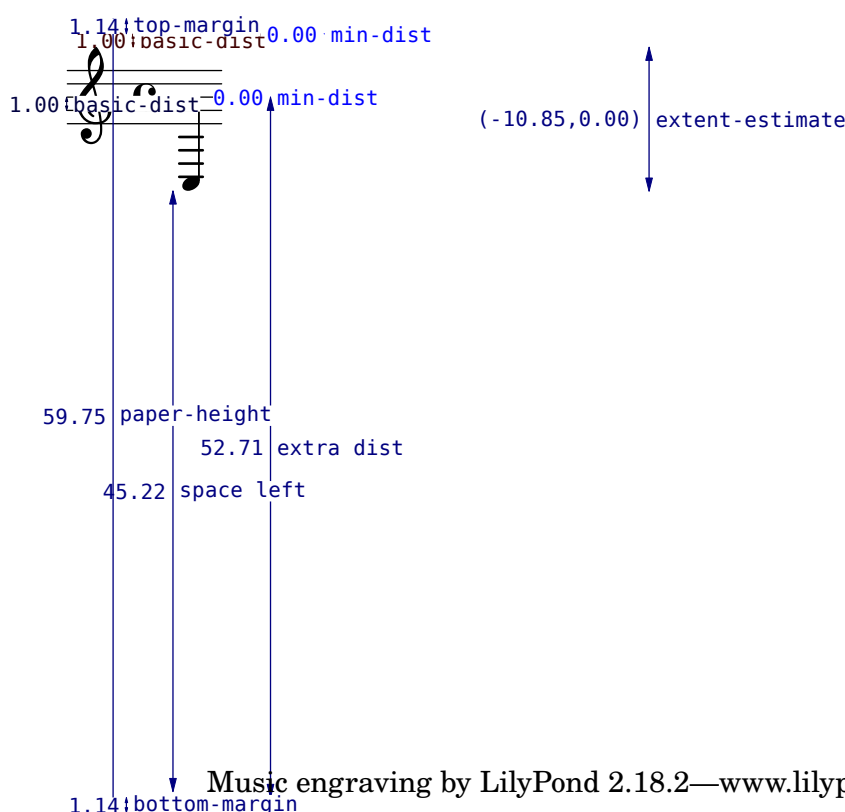 1.14 top-margin
1.00 basic-dist 0.00 min-dist
1.00 basic-dist 0.00 min-dist
(-10.85,0.00) extent-estimate
59.75 paper-height
52.71 extra dist
45.22 space left
Music engraving by LilyPond 2.18.2—www.lilyp
1.14 bottom-margin